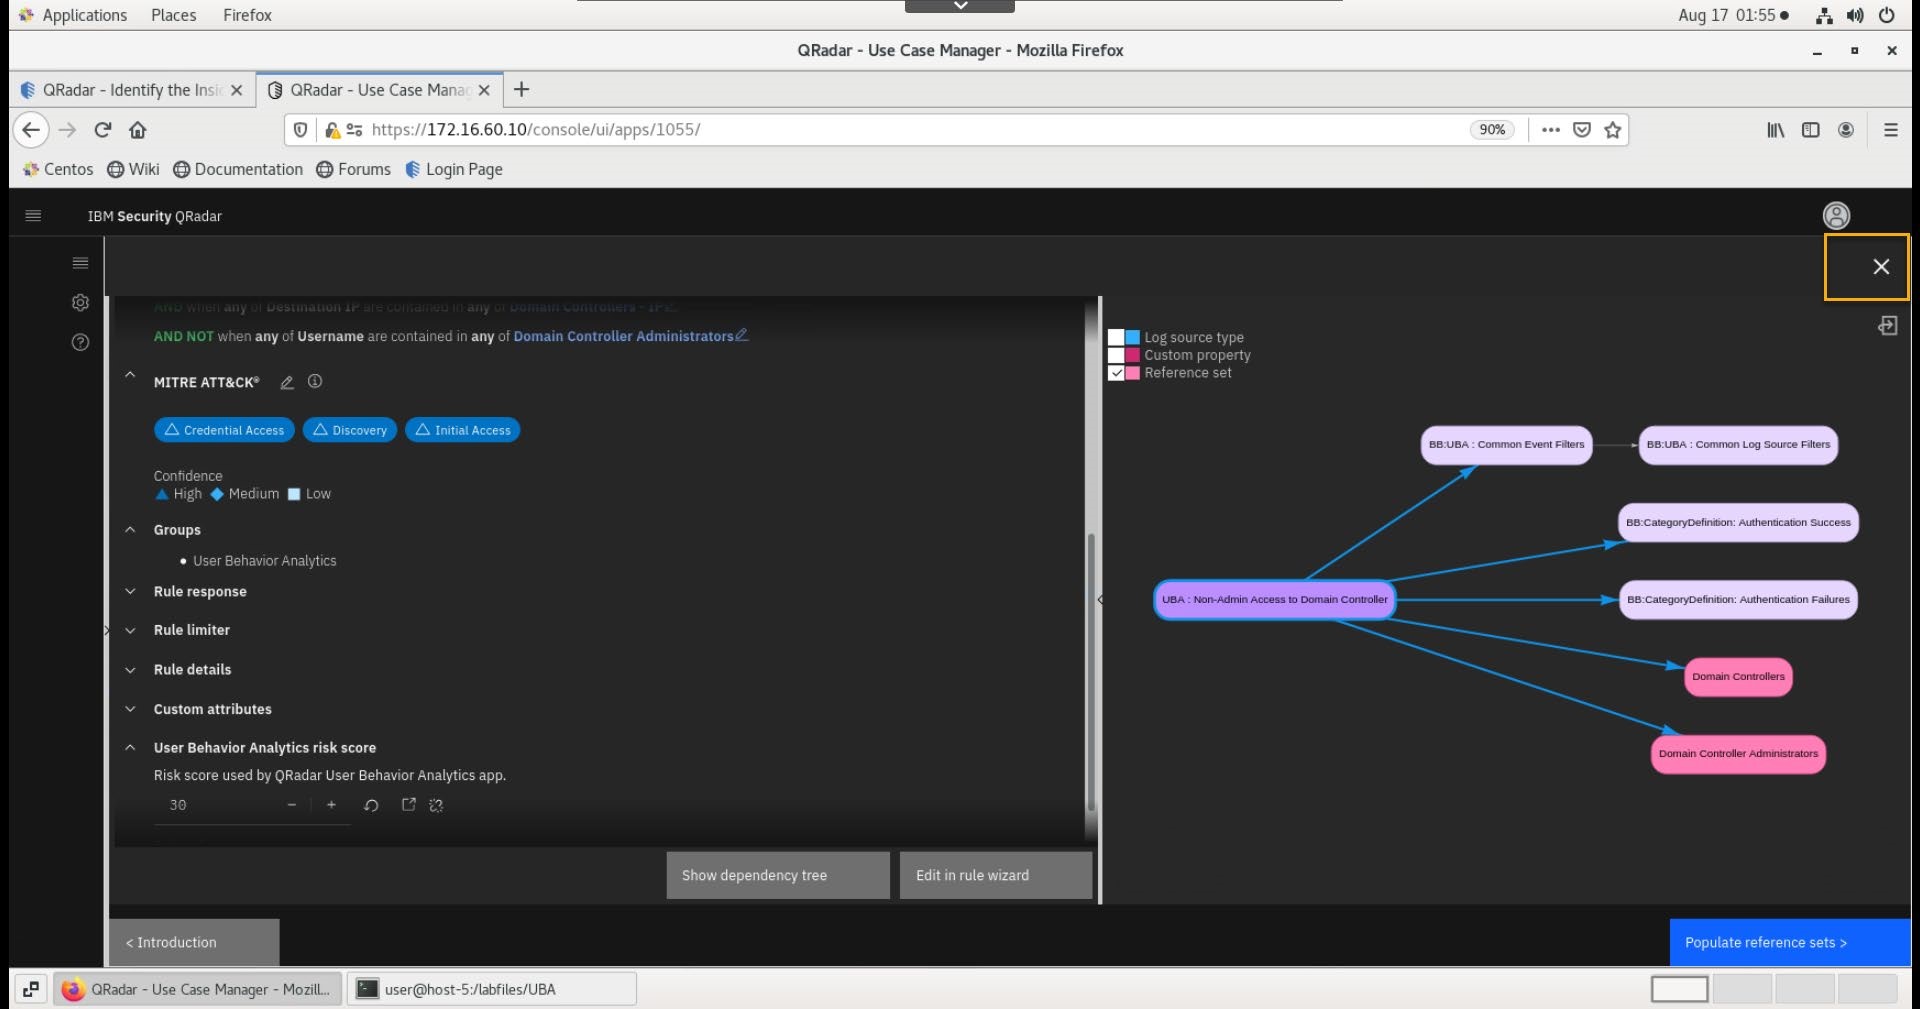 Applications Places Firefox Aug 17 01:55
QRadar - Use Case Manager - Mozilla Firefox
QRadar - Identify the Insi QRadar - Use Case Manag
https://172.16.60.10/console/ui/apps/1055/ 90%
Centos Wiki Documentation Forums Login Page
IBM Security QRadar
AND when any of Destination IP are contained in any of Domain Controllers - IP
AND NOT when any of Username are contained in any of Domain Controller Administrators
MITRE ATT&CK®
Credential Access Discovery Initial Access
Confidence
High Medium Low
Groups
• User Behavior Analytics
Rule response
Rule limiter
Rule details
Custom attributes
User Behavior Analytics risk score
Risk score used by QRadar User Behavior Analytics app.
30 − +
Show dependency tree Edit in rule wizard
Log source type
Custom property
Reference set
BB:UBA : Common Event Filters BB:UBA : Common Log Source Filters
BB:CategoryDefinition: Authentication Success
UBA : Non-Admin Access to Domain Controller BB:CategoryDefinition: Authentication Failures
Domain Controllers
Domain Controller Administrators
< Introduction Populate reference sets >
QRadar - Use Case Manager - Mozill... user@host-5:/labfiles/UBA